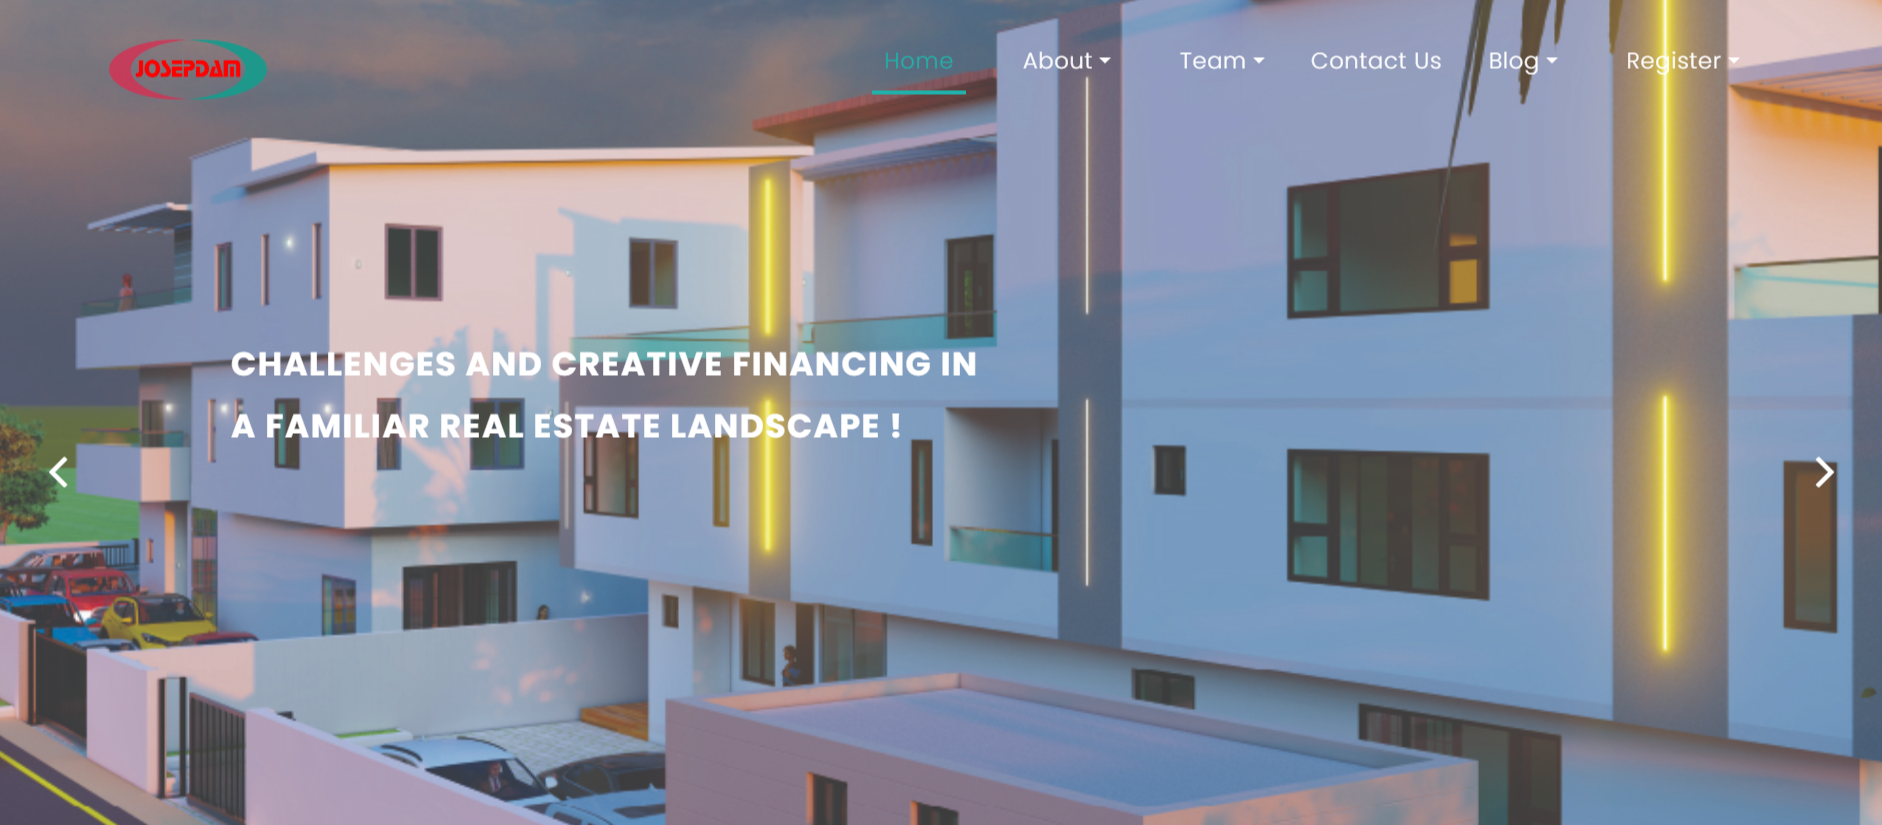 JOSEPDAM
Home About Team Contact Us Blog Register
CHALLENGES AND CREATIVE FINANCING IN
A FAMILIAR REAL ESTATE LANDSCAPE !